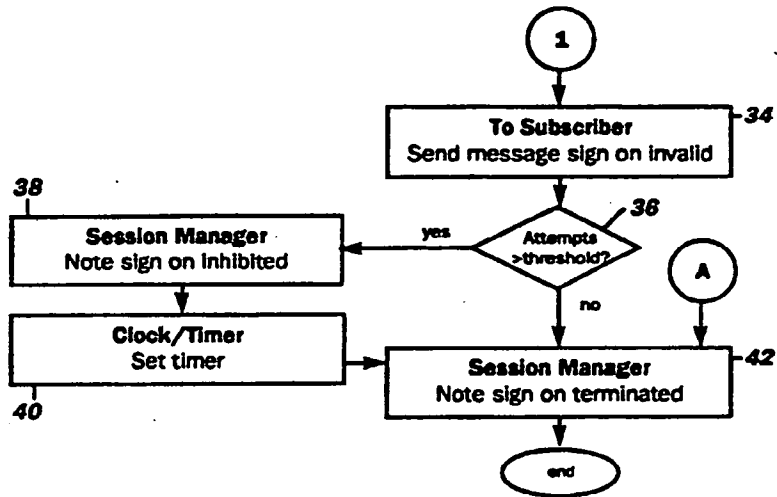 1
34
To Subscriber
Send message sign on invalid
36
38
yes
Attempts
>threshold?
Session Manager
Note sign on inhibited
A
no
Clock/Timer
Set timer
40
42
Session Manager
Note sign on terminated
end